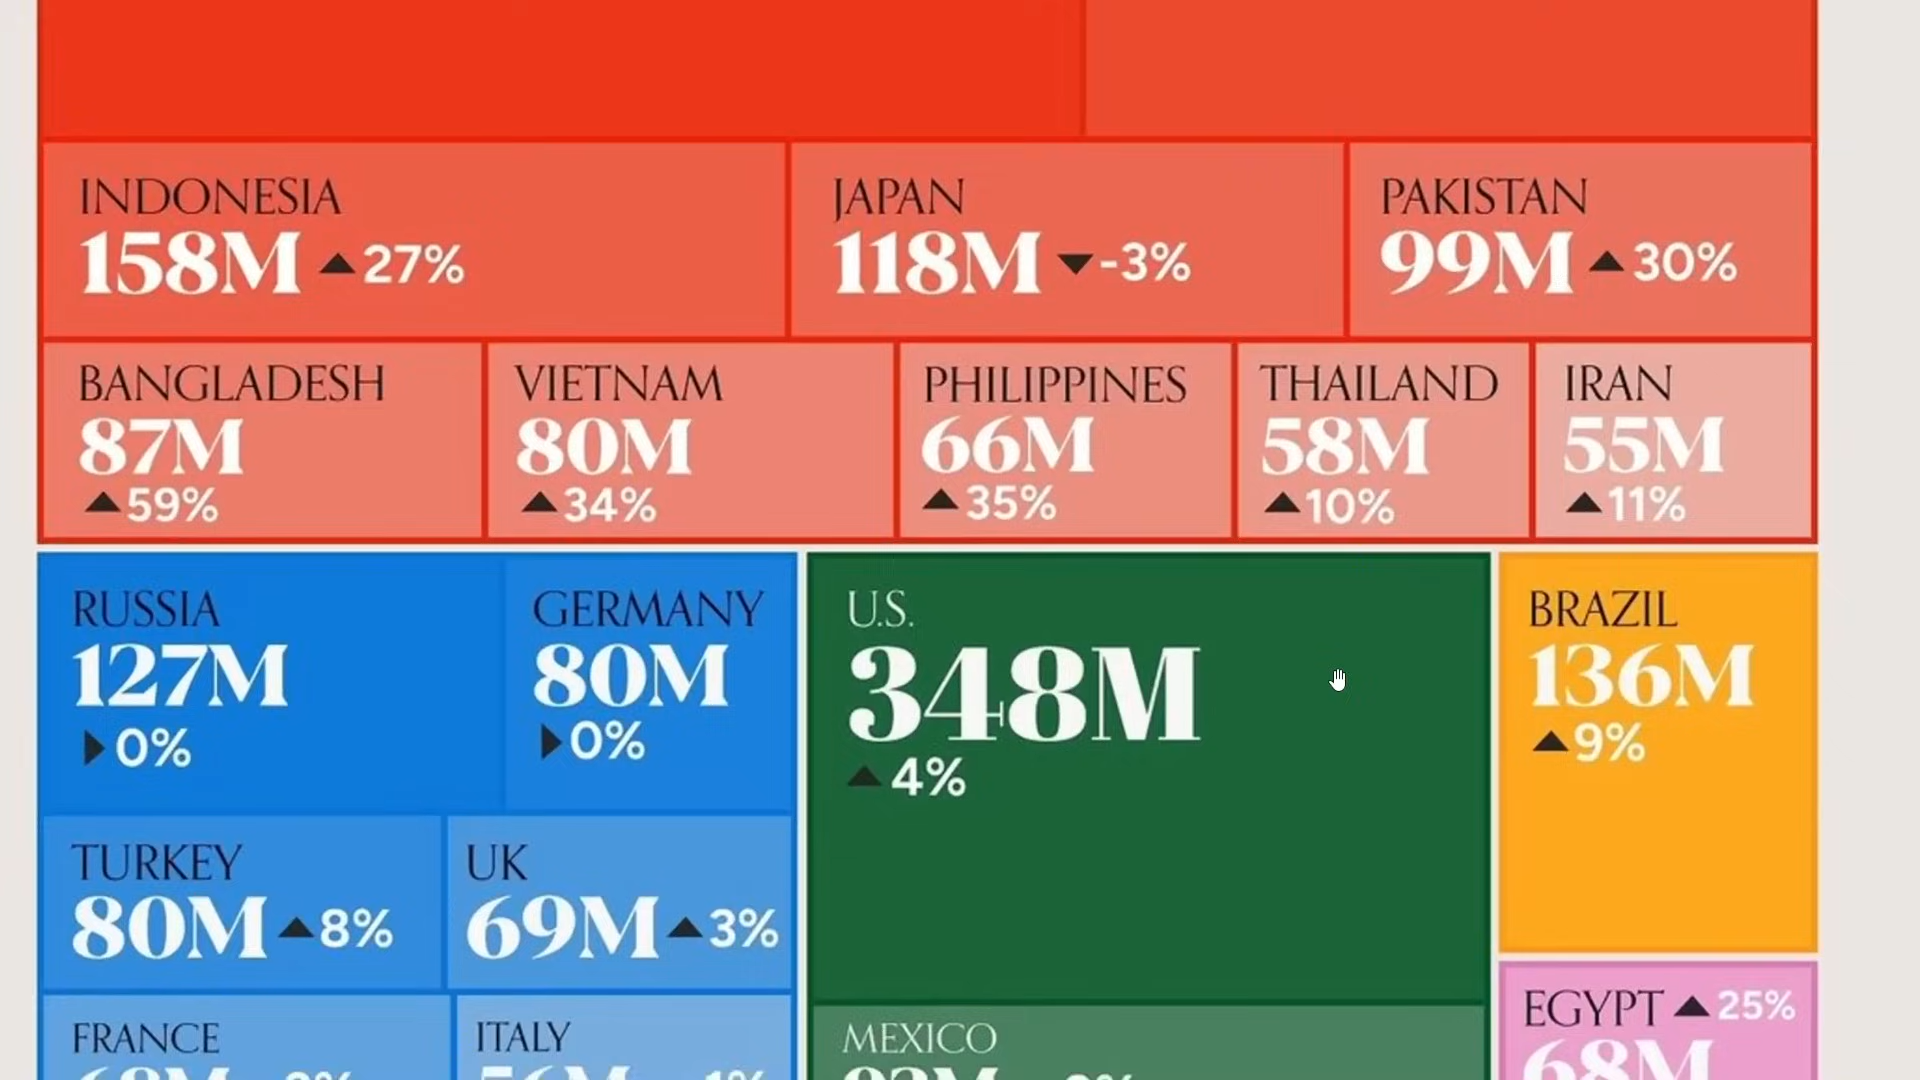 INDONESIA
158M ▲27%
JAPAN
118M ▼-3%
PAKISTAN
99M ▲30%
BANGLADESH
87M
▲59%
VIETNAM
80M
▲34%
PHILIPPINES
66M
▲35%
THAILAND
58M
▲10%
IRAN
55M
▲11%
RUSSIA
127M
▶0%
GERMANY
80M
▶0%
U.S.
348M
▲4%
BRAZIL
136M
▲9%
TURKEY
80M ▲8%
UK
69M ▲3%
FRANCE
ITALY
MEXICO
EGYPT ▲25%
68M